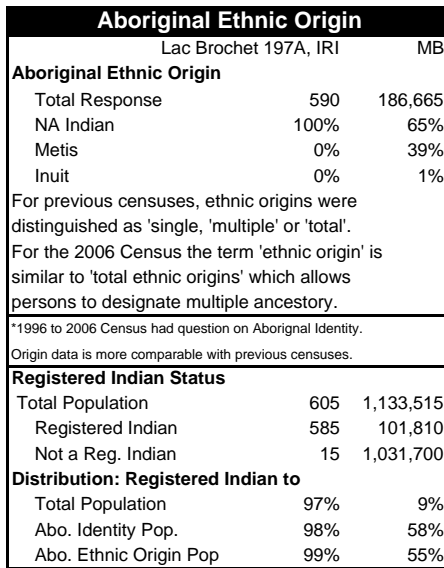 Aboriginal Ethnic Origin
Lac Brochet 197A, IRI MB
Aboriginal Ethnic Origin
Total Response 590 186,665
NA Indian 100% 65%
Metis 0% 39%
Inuit 0% 1%
For previous censuses, ethnic origins were
distinguished as 'single, 'multiple' or 'total'.
For the 2006 Census the term 'ethnic origin' is
similar to 'total ethnic origins' which allows
persons to designate multiple ancestory.
*1996 to 2006 Census had question on Aborignal Identity.
Origin data is more comparable with previous censuses.
Registered Indian Status
Total Population 605 1,133,515
Registered Indian 585 101,810
Not a Reg. Indian 15 1,031,700
Distribution: Registered Indian to
Total Population 97% 9%
Abo. Identity Pop. 98% 58%
Abo. Ethnic Origin Pop 99% 55%